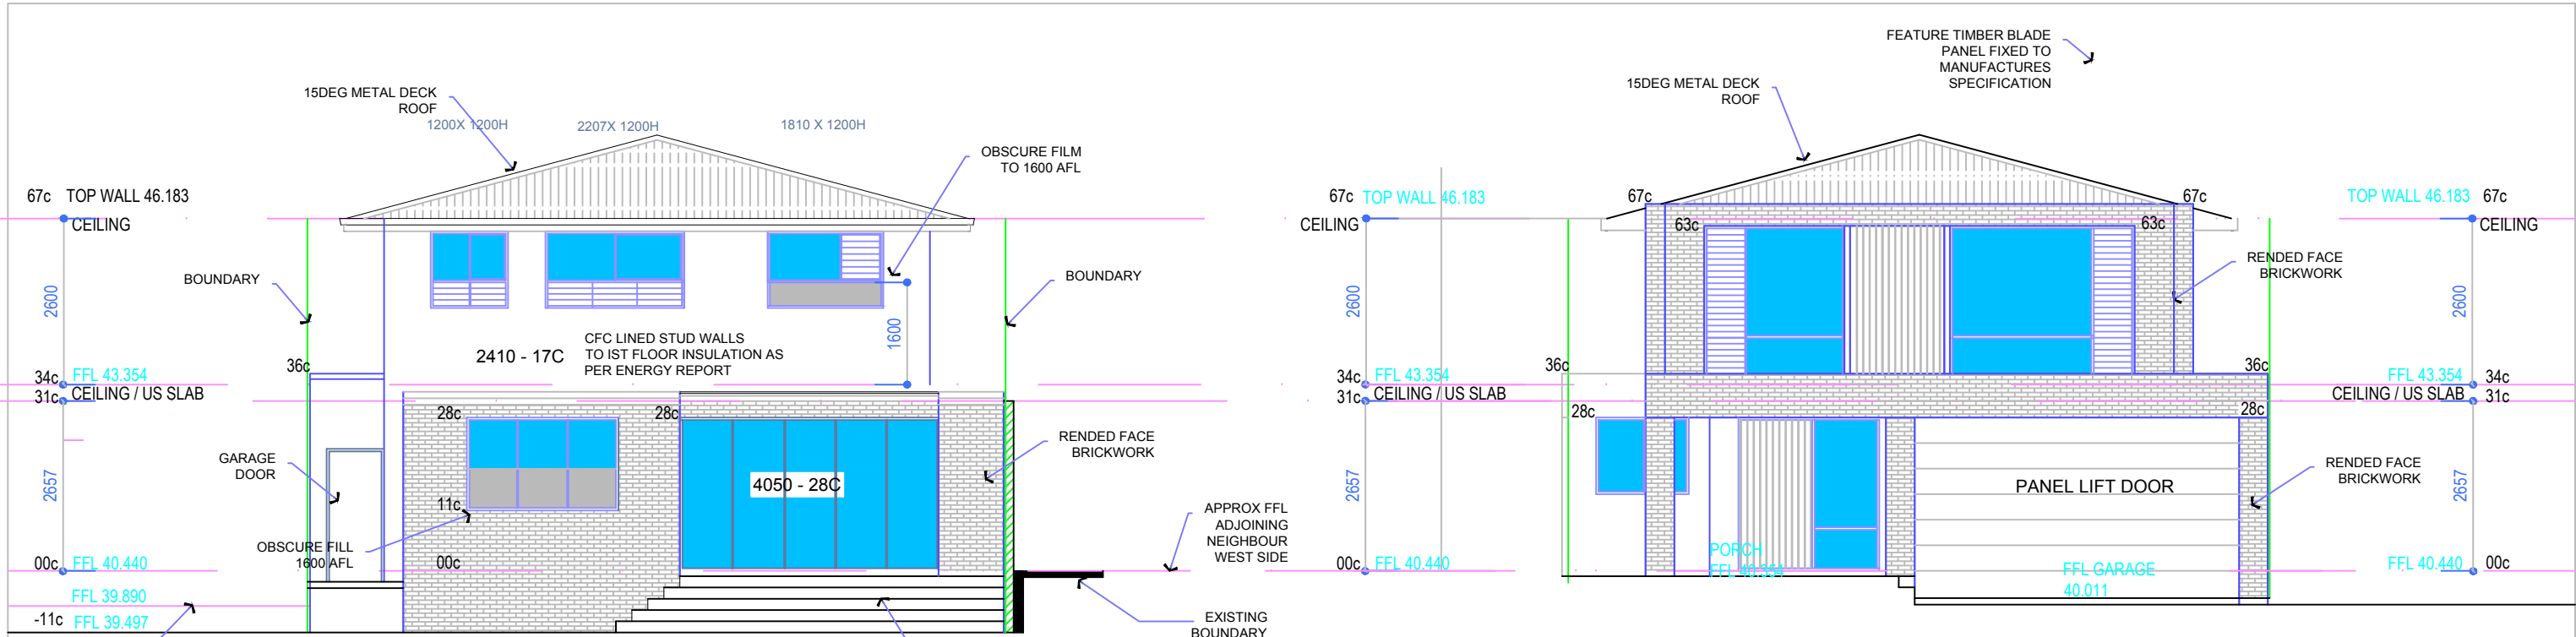 15DEG METAL DECK
ROOF
1200X 1200H
2207X 1200H
1810 X 1200H
OBSCURE FILM
TO 1600 AFL
67c
TOP WALL 46.183
CEILING
BOUNDARY
BOUNDARY
2600
1600
2410 - 17C
CFC LINED STUD WALLS
TO IST FLOOR INSULATION AS
PER ENERGY REPORT
36c
34c
FFL 43.354
31c
CEILING / US SLAB
28c
28c
RENDED FACE
BRICKWORK
GARAGE
DOOR
2657
4050 - 28C
11c
OBSCURE FILL
1600 AFL
00c
00c
FFL 40.440
FFL 39.890
-11c
FFL 39.497
APPROX FFL
ADJOINING
NEIGHBOUR
WEST SIDE
EXISTING
BOUNDARY
FEATURE TIMBER BLADE
PANEL FIXED TO
MANUFACTURES
SPECIFICATION
15DEG METAL DECK
ROOF
67c
TOP WALL 46.183
CEILING
67c
67c
TOP WALL 46.183
67c
CEILING
63c
63c
RENDED FACE
BRICKWORK
2600
2600
36c
36c
34c
FFL 43.354
31c
CEILING / US SLAB
FFL 43.354
34c
CEILING / US SLAB
31c
28c
28c
2657
PANEL LIFT DOOR
RENDED FACE
BRICKWORK
2657
00c
FFL 40.440
PORCH
FFL 40.354
FFL GARAGE
40.011
FFL 40.440
00c